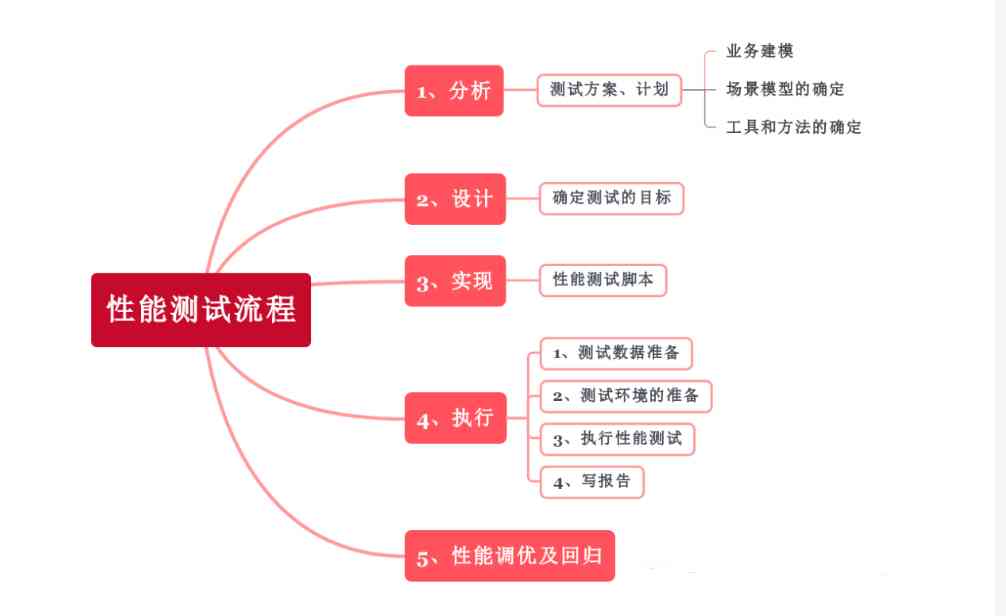 业务建模
1、分析
测试方案、计划
场景模型的确定
工具和方法的确定
2、设计
确定测试的目标
3、实现
性能测试脚本
性能测试流程
1、测试数据准备
2、测试环境的准备
4、执行
3、执行性能测试
4、写报告
5、性能调优及回归